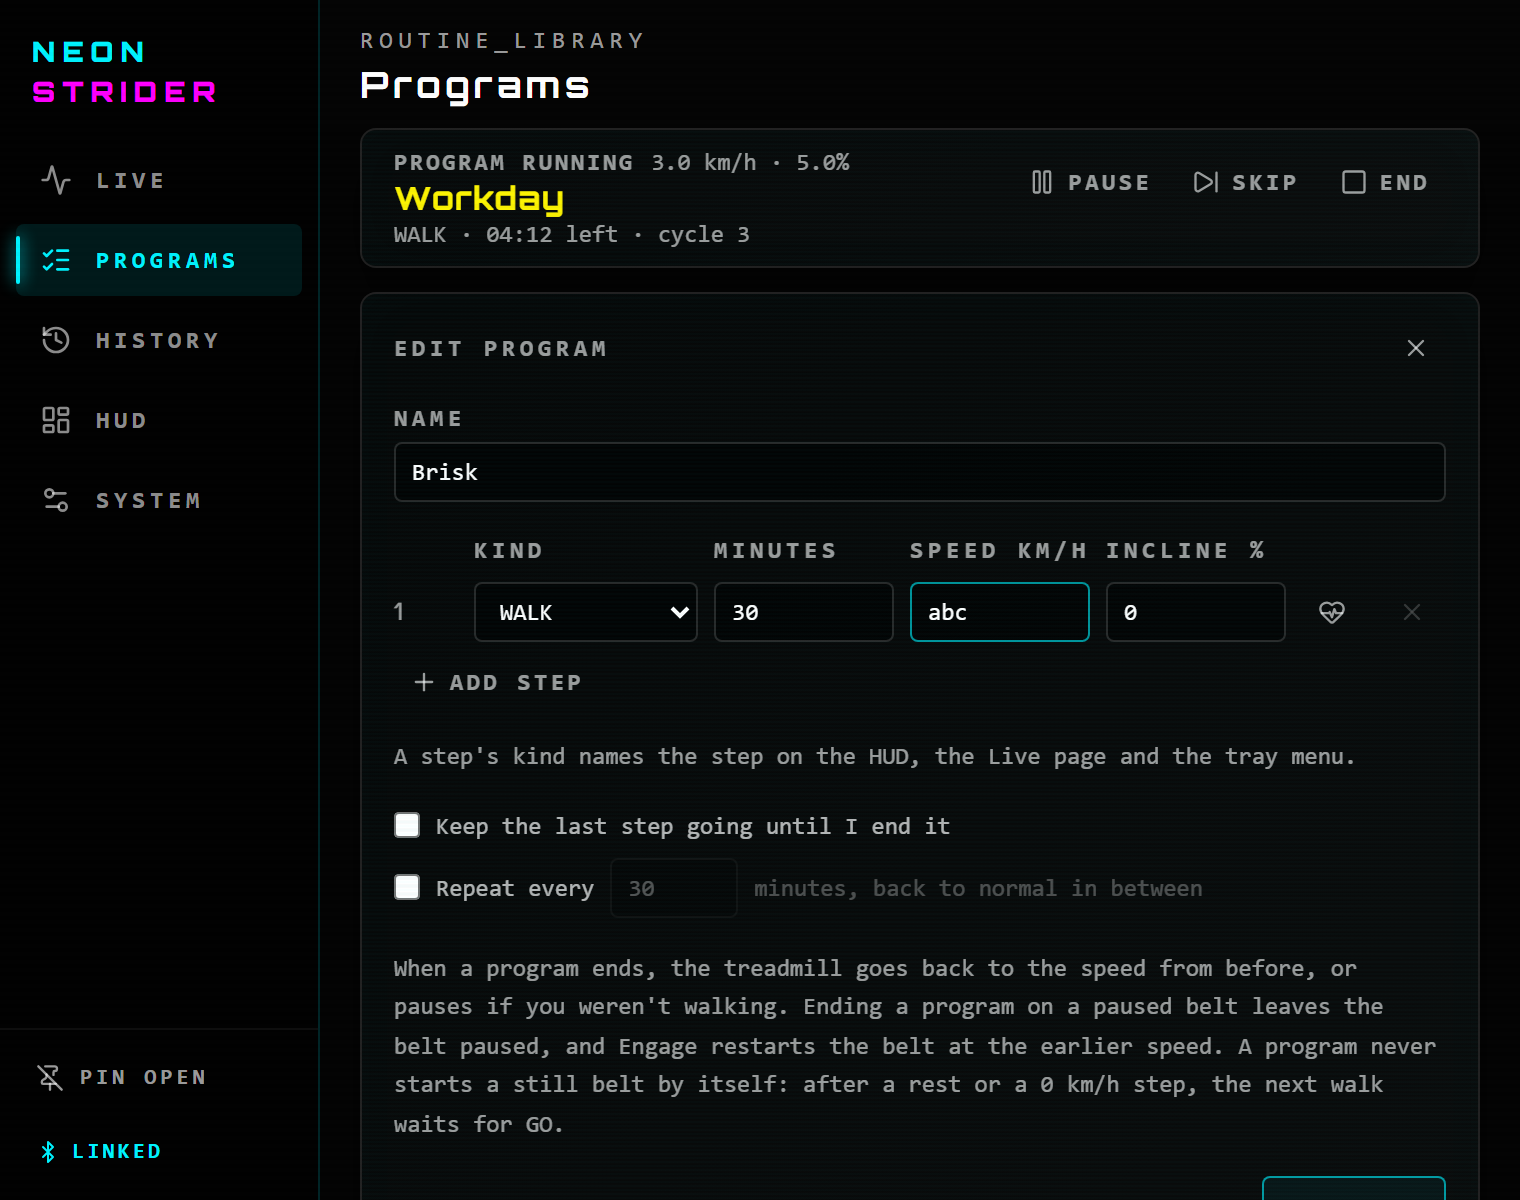 NEON
STRIDER
LIVE
PROGRAMS
HISTORY
HUD
SYSTEM
PIN OPEN
LINKED
ROUTINE_LIBRARY
Programs
PROGRAM RUNNING 3.0 km/h · 5.0%
Workday
WALK · 04:12 left · cycle 3
PAUSE SKIP END
EDIT PROGRAM
NAME
Brisk
KIND MINUTES SPEED KM/H INCLINE %
1 WALK 30 abc 0
ADD STEP
A step's kind names the step on the HUD, the Live page and the tray menu.
Keep the last step going until I end it
Repeat every 30 minutes, back to normal in between
When a program ends, the treadmill goes back to the speed from before, or
pauses if you weren't walking. Ending a program on a paused belt leaves the
belt paused, and Engage restarts the belt at the earlier speed. A program never
starts a still belt by itself: after a rest or a 0 km/h step, the next walk
waits for GO.